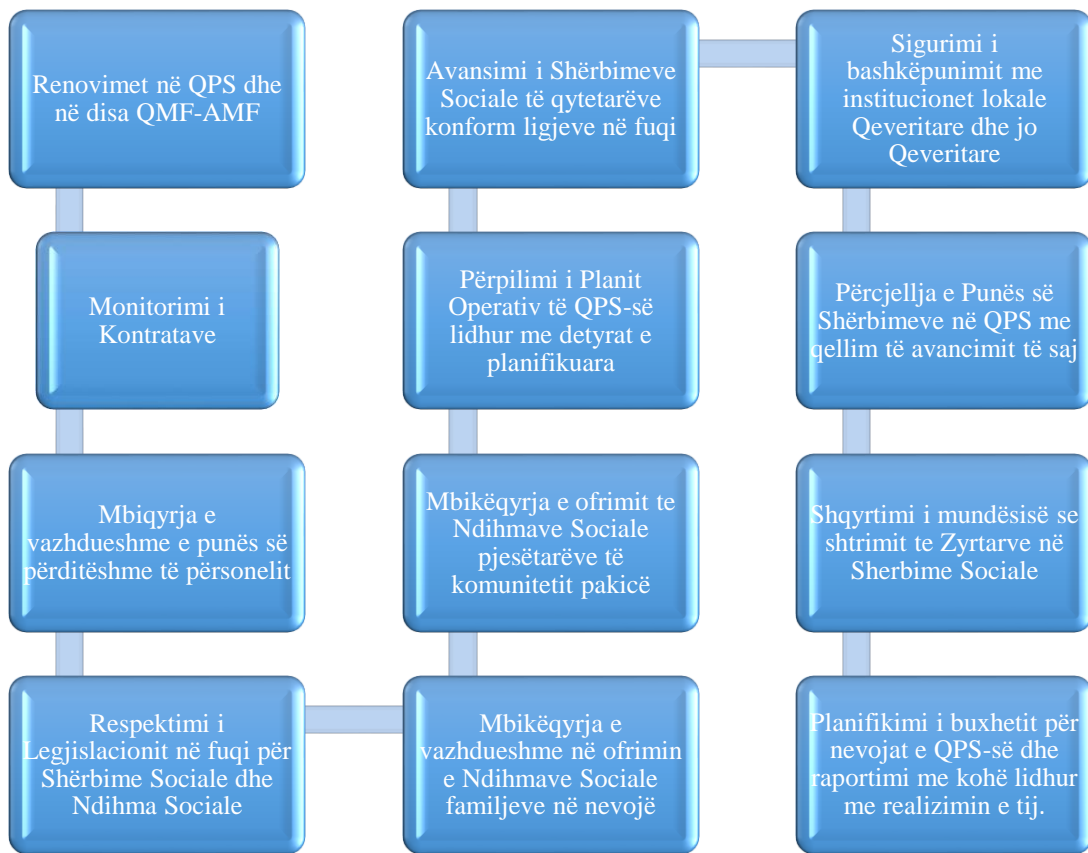 Renovimet në QPS dhe
në disa QMF-AMF
Monitorimi i
Kontratave
Mbiqyrja e
vazhdueshme e punës së
përditëshme të personelit
Respektimi i
Legjislacionit në fuqi për
Shërbime Sociale dhe
Ndihma Sociale
Mbikëqyrja e
vazhdueshme në ofrimin
e Ndihmave Sociale
familjeve në nevojë
Mbikëqyrja e ofrimit te
Ndihmave Sociale
pjesëtarëve të
komunitetit pakicë
Përpilimi i Planit
Operativ të QPS-së
lidhur me detyrat e
planifikuara
Avansimi i Shërbimeve
Sociale të qytetarëve
konform ligjeve në fuqi
Sigurimi i
bashkëpunimit me
institucionet lokale
Qeveritare dhe jo
Qeveritare
Përcjellja e Punës së
Shërbimeve në QPS me
qellim të avancimit të saj
Shqyrtimi i mundësisë se
shtrimit te Zyrtarve në
Sherbime Sociale
Planifikimi i buxhetit për
nevojat e QPS-së dhe
raportimi me kohë lidhur
me realizimin e tij.